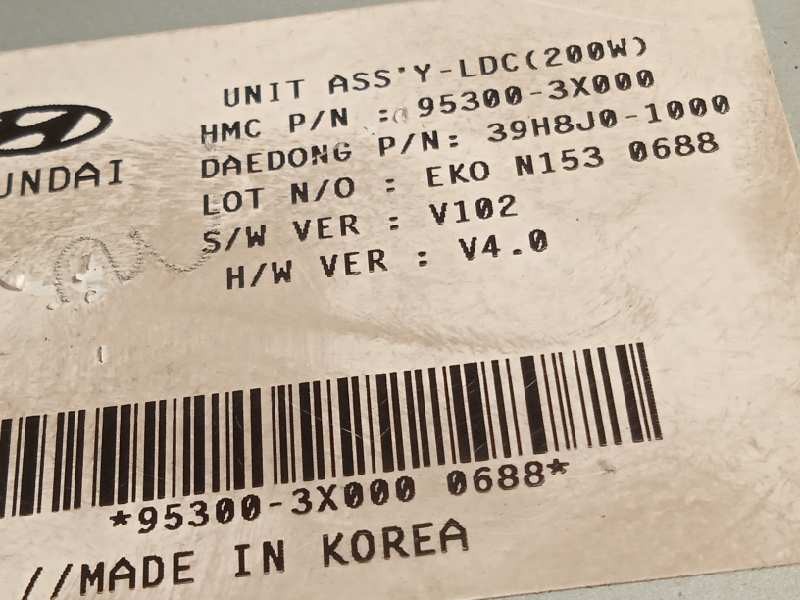 UNIT ASS'Y-LDC(200W)
HMC P/N : 95300-3X000
DAEDONG P/N: 39H8J0-1000
LOT N/O : EKO N153 0688
S/W VER : V102
H/W VER : V4.0
UNDAI
*95300-3X000 0688*
//MADE IN KOREA